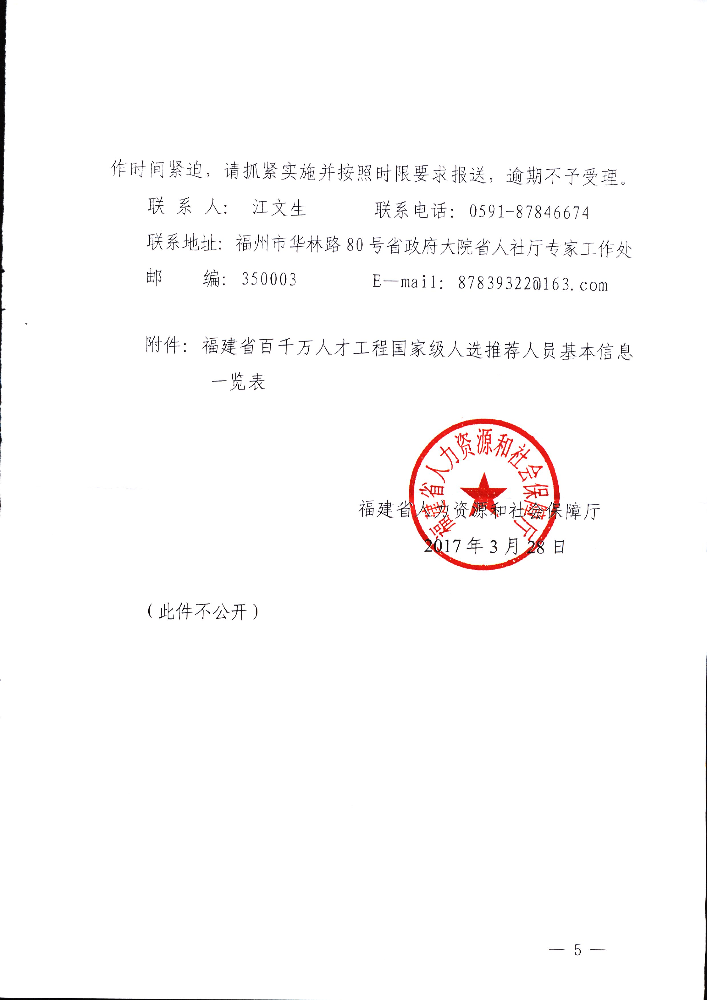 作时间紧迫，请抓紧实施并按照时限要求报送，逾期不予受理。
联 系 人： 江文生 联系电话：0591-87846674
联系地址：福州市华林路80号省政府大院省人社厅专家工作处
邮 编：350003 E—mail：87839322@163.com
附件：福建省百千万人才工程国家级人选推荐人员基本信息
一览表
福建省人力资源和社会保障厅
福建省人力资源和社会保障厅
2017年3月28日
（此件不公开）
— 5 —